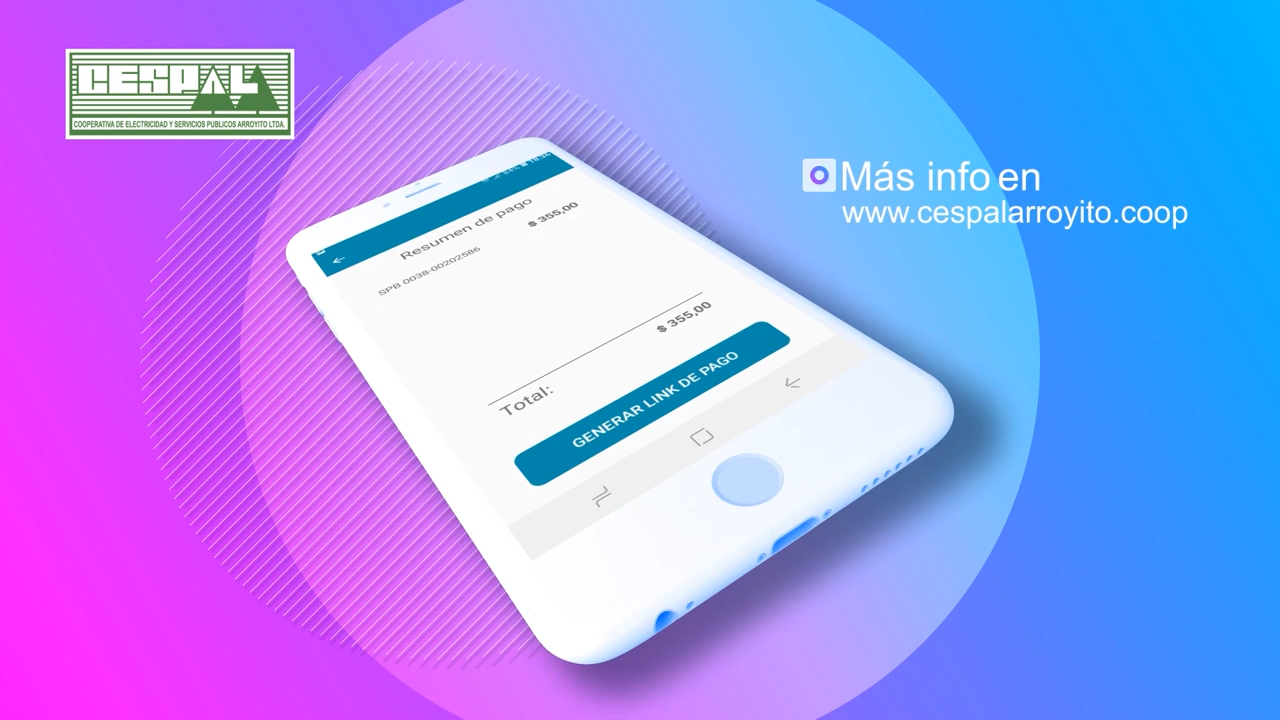 CESPAL
COOPERATIVA DE ELECTRICIDAD Y SERVICIOS PUBLICOS ARROYITO LTDA.
Más info en
www.cespalarroyito.coop
Resumen de pago
SPB 0038-00202586
$ 355,00
Total:
$ 355,00
GENERAR LINK DE PAGO